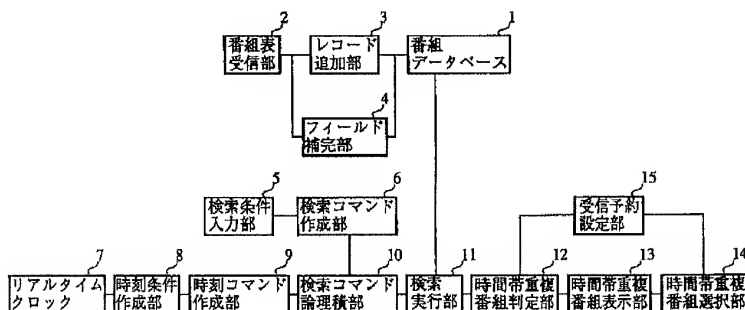 2
3
1
番組表
受信部
レコード
追加部
番組
データベース
4
フィールド
補完部
5
6
15
検索条件
入力部
検索コマンド
作成部
受信予約
設定部
7
8
9
10
11
12
13
14
リアルタイム
クロック
時刻条件
作成部
時刻コマンド
作成部
検索コマンド
論理積部
検索
実行部
時間帯重複
番組判定部
時間帯重複
番組表示部
時間帯重複
番組選択部